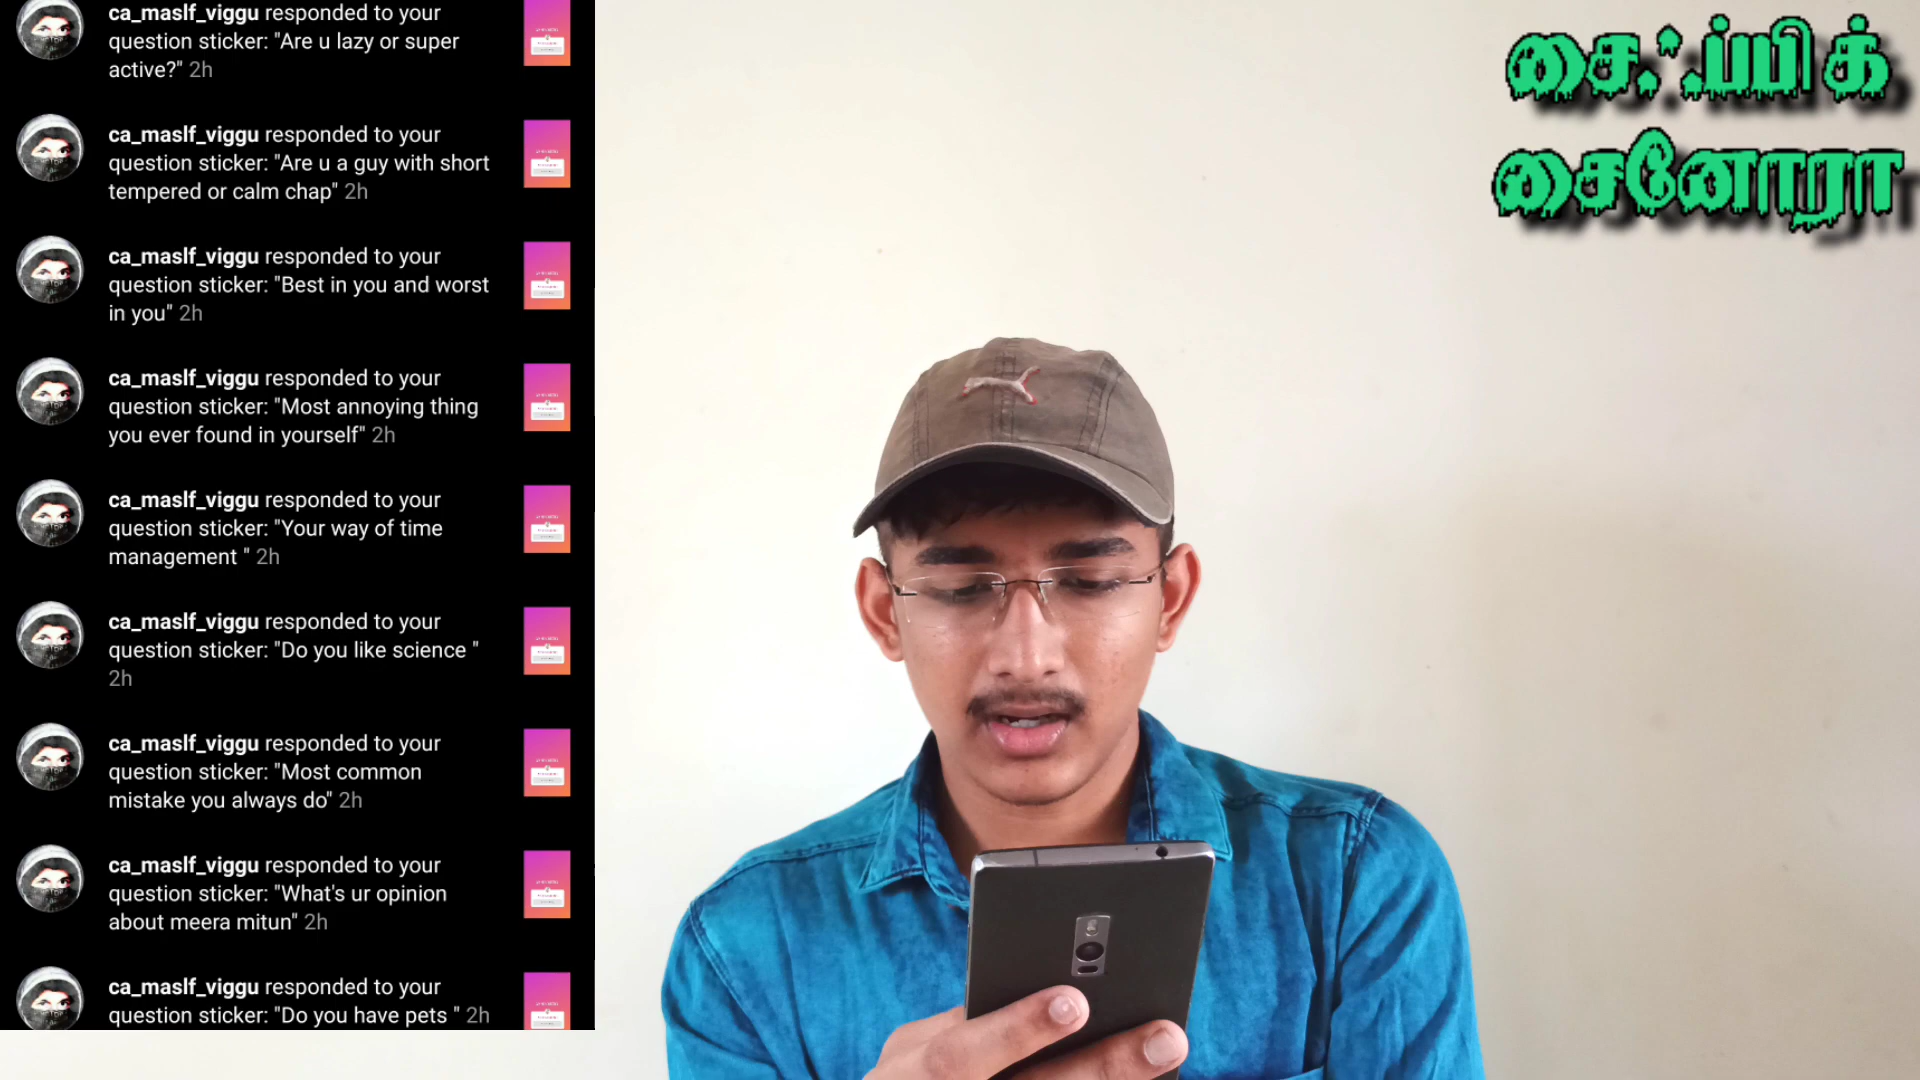 ca_maslf_viggu responded to your
question sticker: "Are u lazy or super
active?" 2h
ca_maslf_viggu responded to your
question sticker: "Are u a guy with short
tempered or calm chap" 2h
ca_maslf_viggu responded to your
question sticker: "Best in you and worst
in you" 2h
ca_maslf_viggu responded to your
question sticker: "Most annoying thing
you ever found in yourself" 2h
ca_maslf_viggu responded to your
question sticker: "Your way of time
management " 2h
ca_maslf_viggu responded to your
question sticker: "Do you like science "
2h
ca_maslf_viggu responded to your
question sticker: "Most common
mistake you always do" 2h
ca_maslf_viggu responded to your
question sticker: "What's ur opinion
about meera mitun" 2h
ca_maslf_viggu responded to your
question sticker: "Do you have pets " 2h
சைஃப்பிக்
சைனோரா